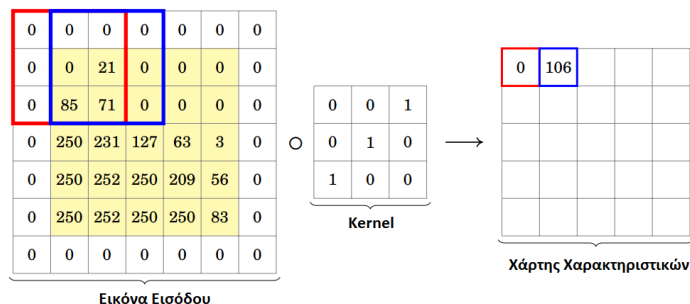 0 0 0 0 0 0 0
0 0 21 0 0 0 0
0 85 71 0 0 0 0
0 250 231 127 63 3 0
0 250 252 250 209 56 0
0 250 252 250 250 83 0
0 0 0 0 0 0 0
Εικόνα Εισόδου
0 0 1
0 1 0
1 0 0
Kernel
0 106
Χάρτης Χαρακτηριστικών